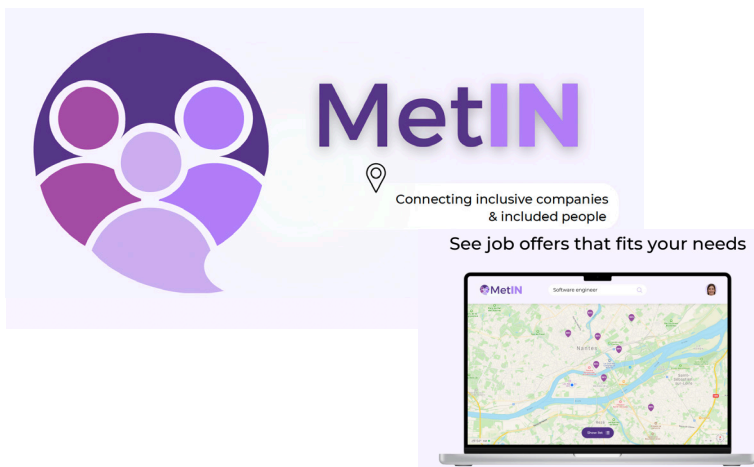 MetIN
Connecting inclusive companies
& included people
See job offers that fits your needs
MetIN
Software engineer
Nantes
Show list